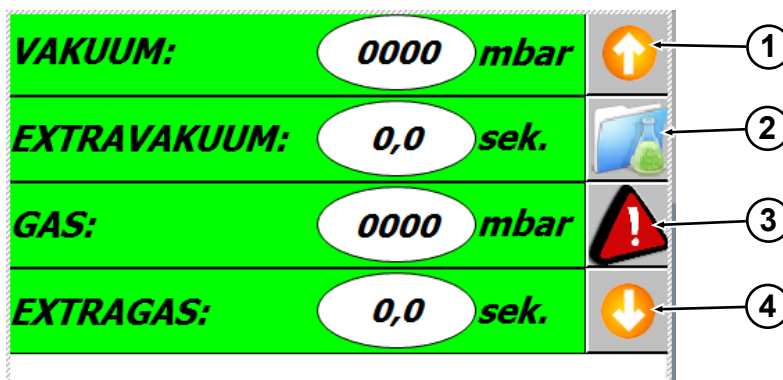 VAKUUM: 0000 mbar 1
EXTRAVAKUUM: 0,0 sek. 2
GAS: 0000 mbar ! 3
EXTRAGAS: 0,0 sek. 4